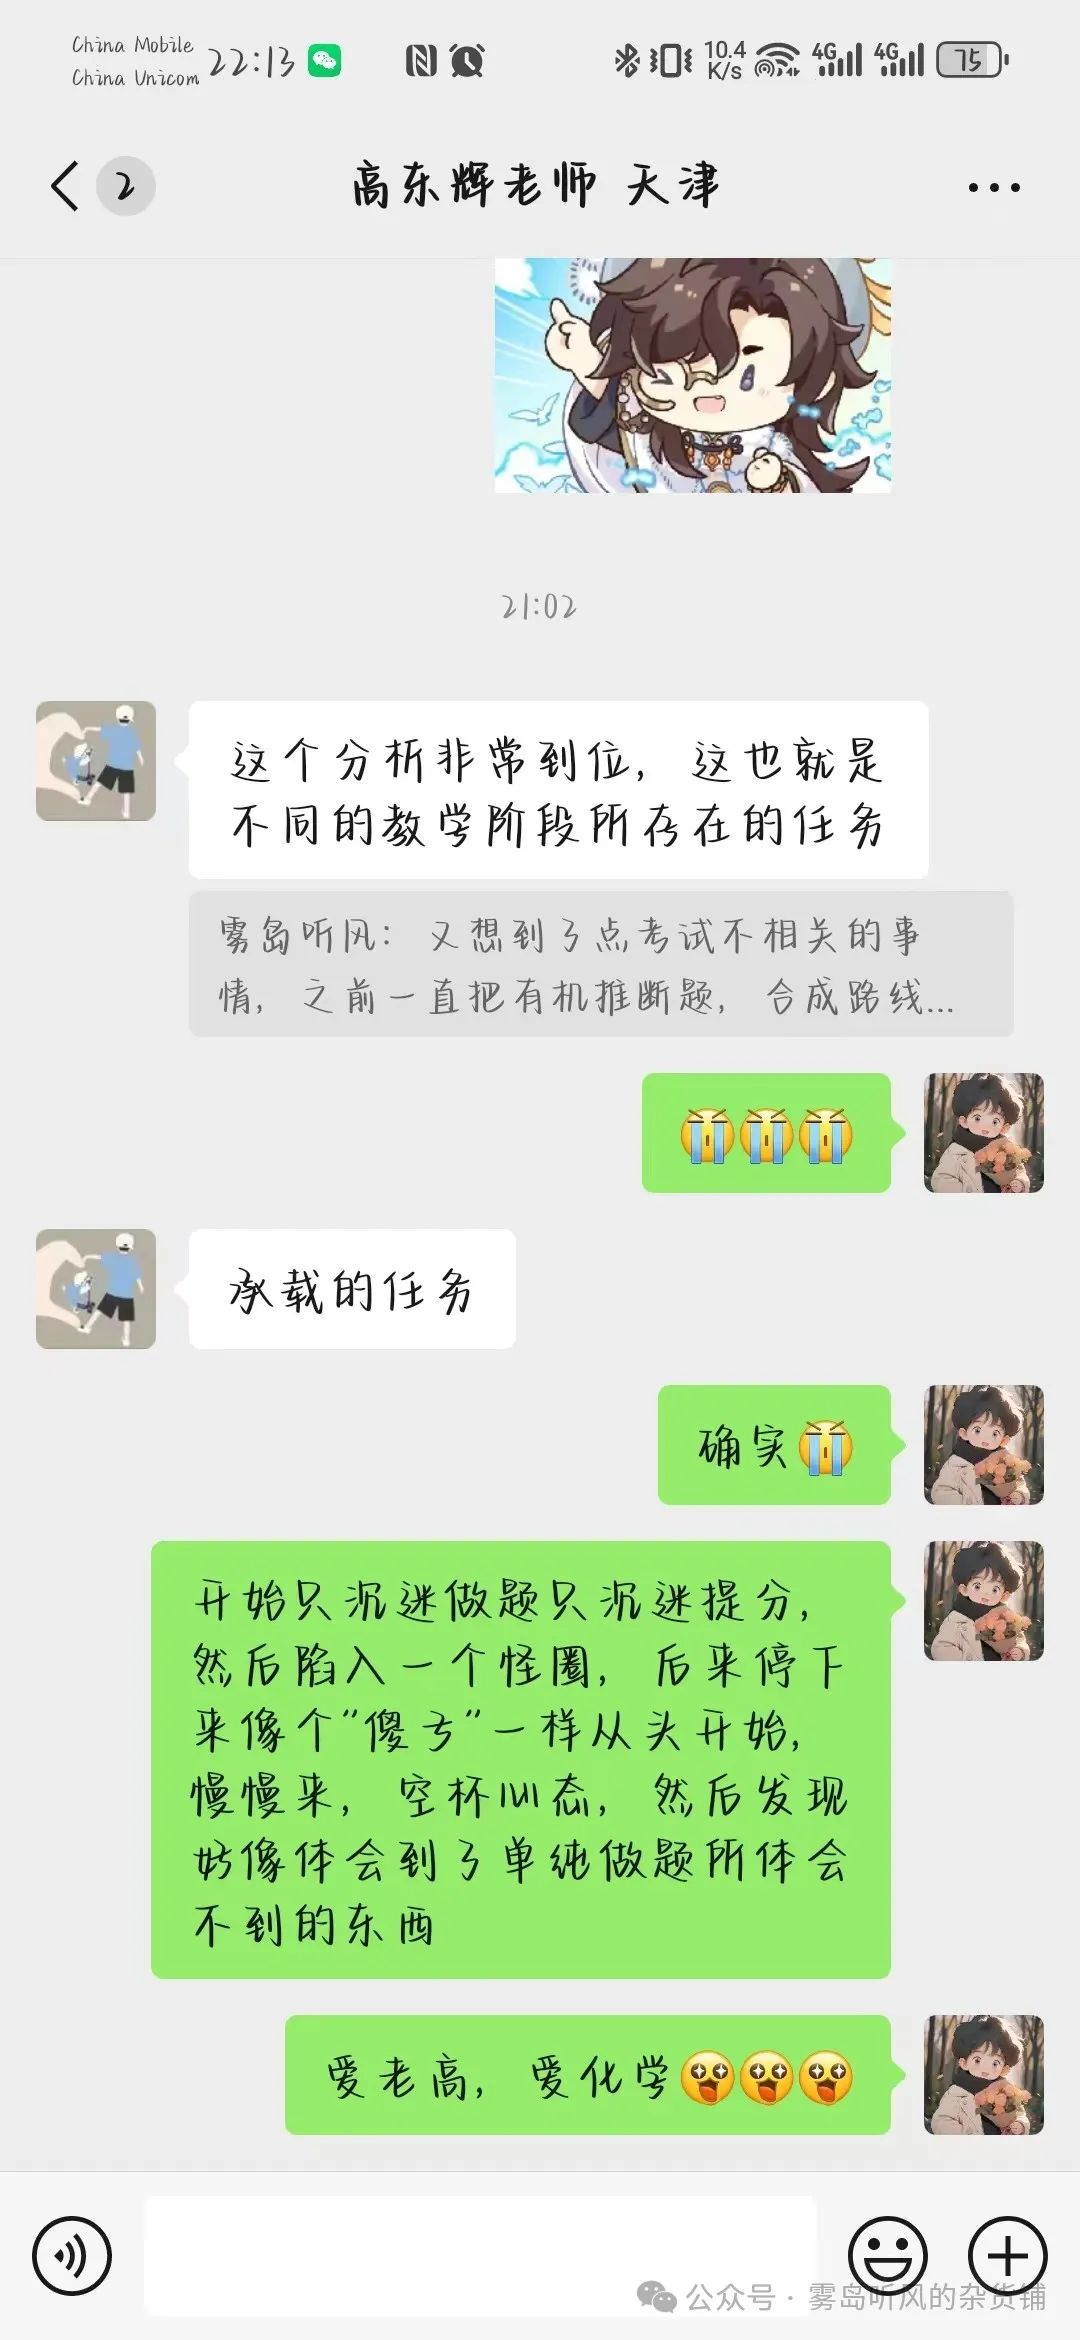 China Mobile
China Unicom
22:13
10.4
K/s
4G
4G
75
2
高东辉老师 天津
21:02
这个分析非常到位，这也就是
不同的教学阶段所存在的任务
雾岛听风：又想到了点考试不相关的事
情，之前一直把有机推断题，合成路线...
承载的任务
确实
开始只沉迷做题只沉迷提分，
然后陷入一个怪圈，后来停下
来像个“傻子”一样从头开始，
慢慢来，空杯心态，然后发现
好像体会到了单纯做题所体会
不到的东西
爱老高，爱化学
公众号 · 雾岛听风的杂货铺